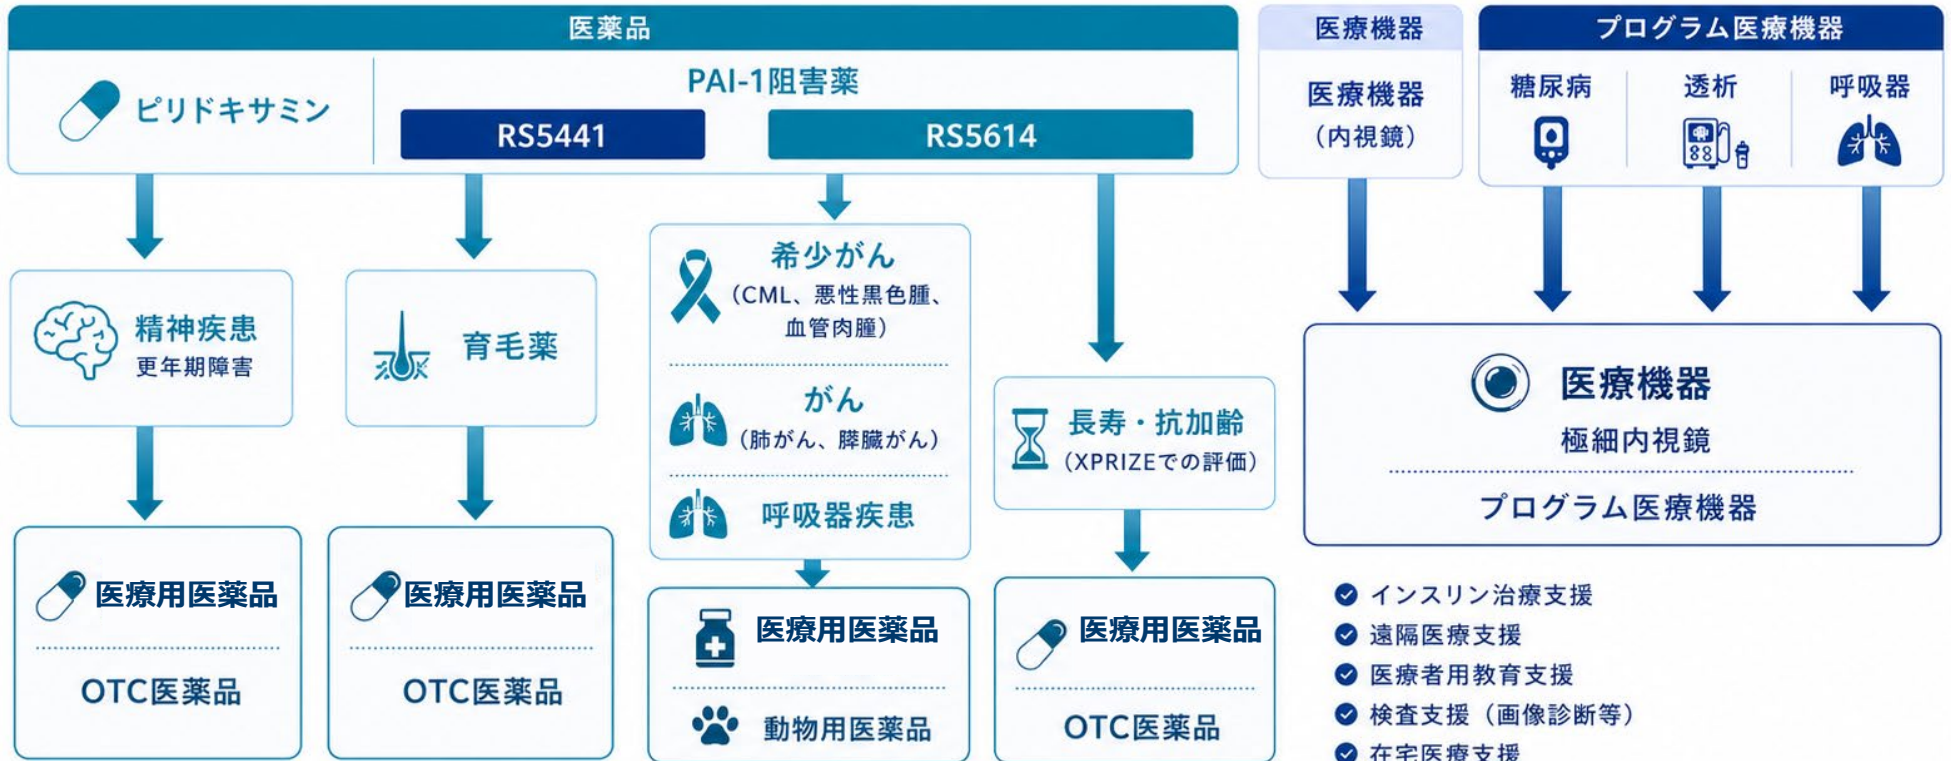 医薬品
ピリドキサミン
PAI-1阻害薬
RS5441
RS5614
医療機器
医療機器
（内視鏡）
プログラム医療機器
糖尿病
透析
呼吸器
精神疾患
更年期障害
育毛薬
希少がん
（CML、悪性黒色腫、
血管肉腫）
がん
（肺がん、膵臓がん）
呼吸器疾患
長寿・抗加齢
（XPRIZEでの評価）
医療機器
極細内視鏡
プログラム医療機器
医療用医薬品
OTC医薬品
医療用医薬品
OTC医薬品
医療用医薬品
動物用医薬品
医療用医薬品
OTC医薬品
インスリン治療支援
遠隔医療支援
医療者用教育支援
検査支援（画像診断等）
在宅医療支援